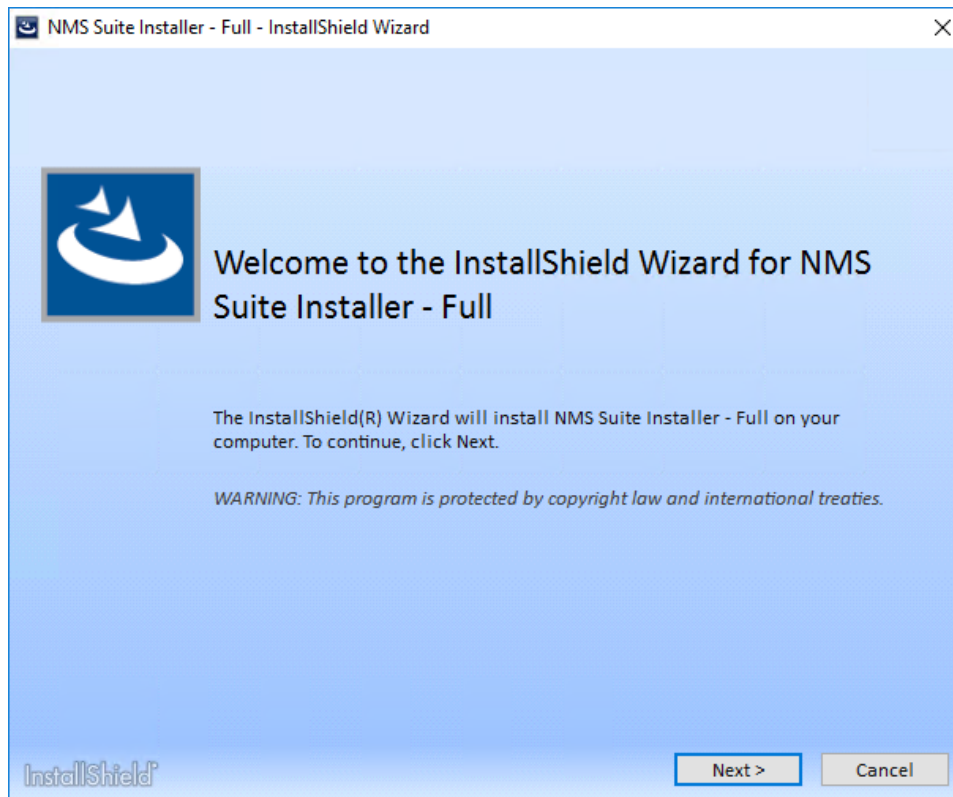 NMS Suite Installer - Full - InstallShield Wizard
Welcome to the InstallShield Wizard for NMS
Suite Installer - Full
The InstallShield(R) Wizard will install NMS Suite Installer - Full on your
computer. To continue, click Next.
WARNING: This program is protected by copyright law and international treaties.
InstallShield
Next >
Cancel